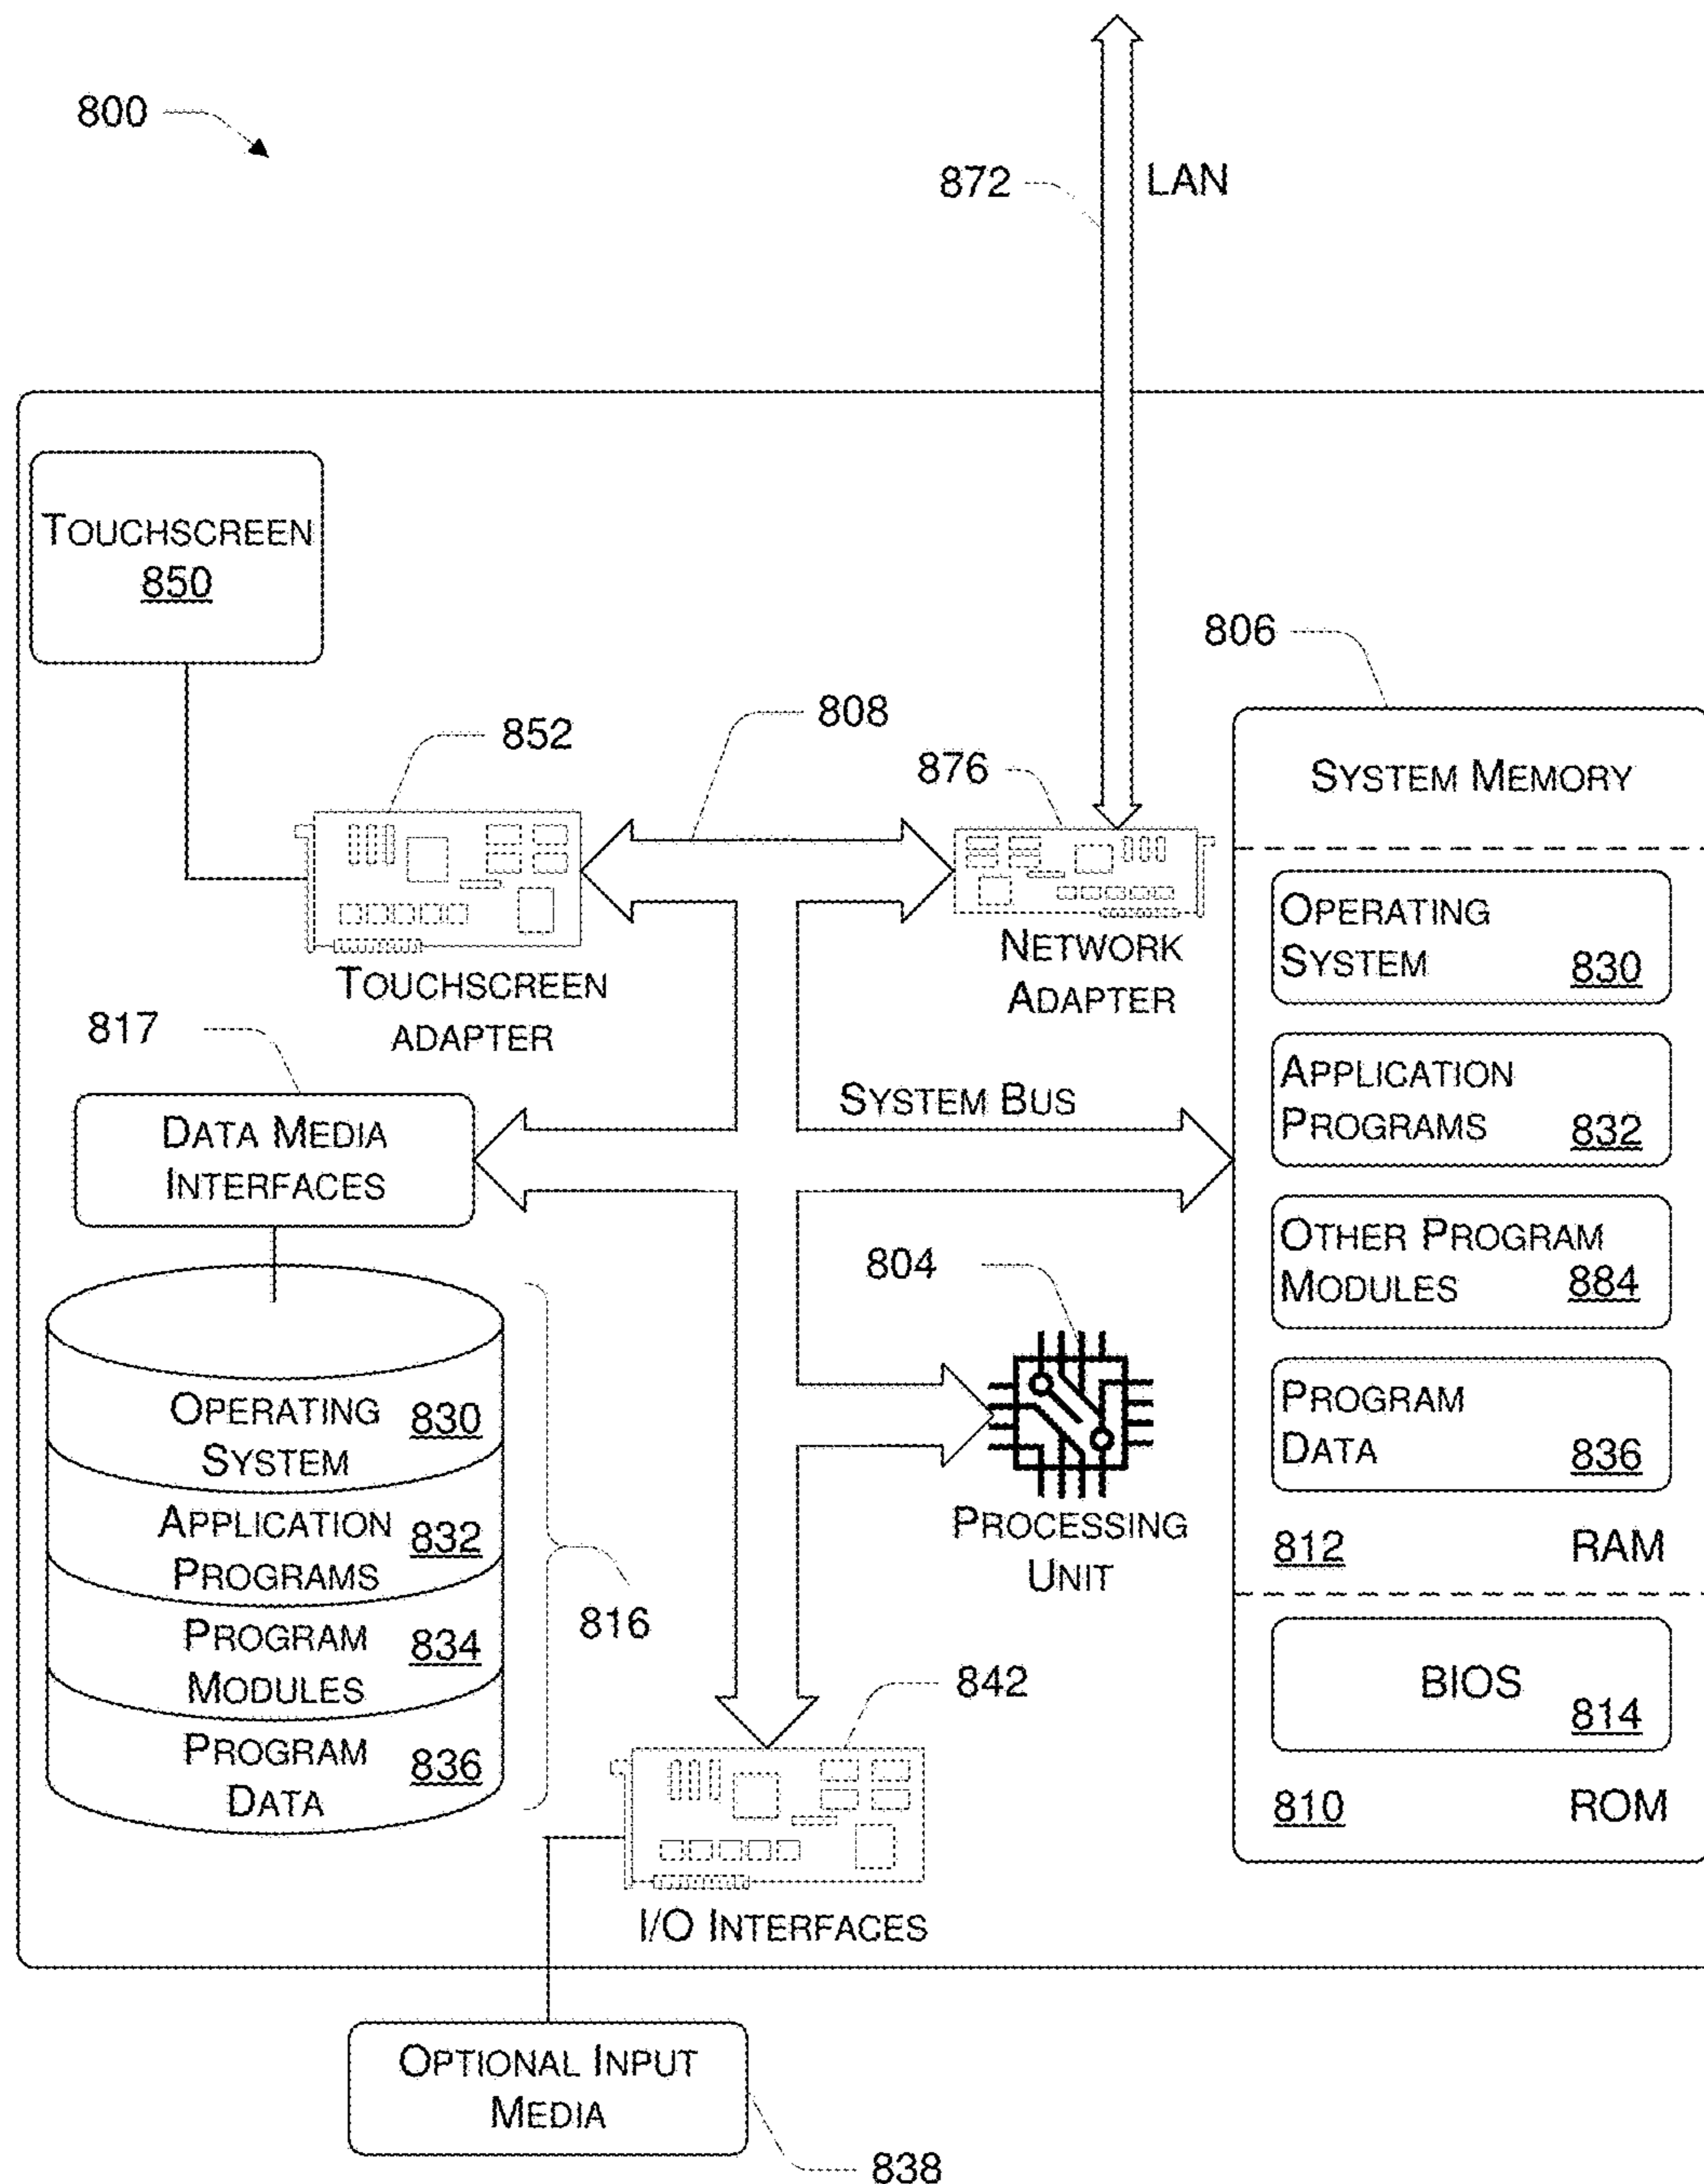 800
872
LAN
TOUCHSCREEN
850
806
808
852
876
SYSTEM MEMORY
OPERATING
SYSTEM 830
NETWORK
ADAPTER
TOUCHSCREEN
ADAPTER
817
APPLICATION
PROGRAMS 832
SYSTEM BUS
DATA MEDIA
INTERFACES
OTHER PROGRAM
MODULES 884
804
PROGRAM
DATA 836
OPERATING 830
SYSTEM
APPLICATION 832
PROGRAMS
PROGRAM 834
MODULES
PROGRAM 836
DATA
816
PROCESSING
UNIT
812 RAM
BIOS
814
810 ROM
842
I/O INTERFACES
OPTIONAL INPUT
MEDIA
838